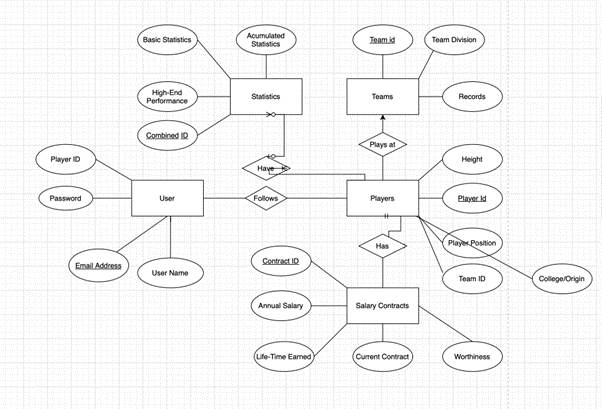 Basic Statistics
Acumulated
Statistics
Team id
Team Division
High-End
Performance
Statistics
Teams
Records
Combined ID
Plays at
Player ID
Have
Height
Password
User
Follows
Players
Player Id
Has
Player Position
Email Address
User Name
Contract ID
Team ID
College/Origin
Annual Salary
Salary Contracts
Life-Time Earned
Current Contract
Worthiness